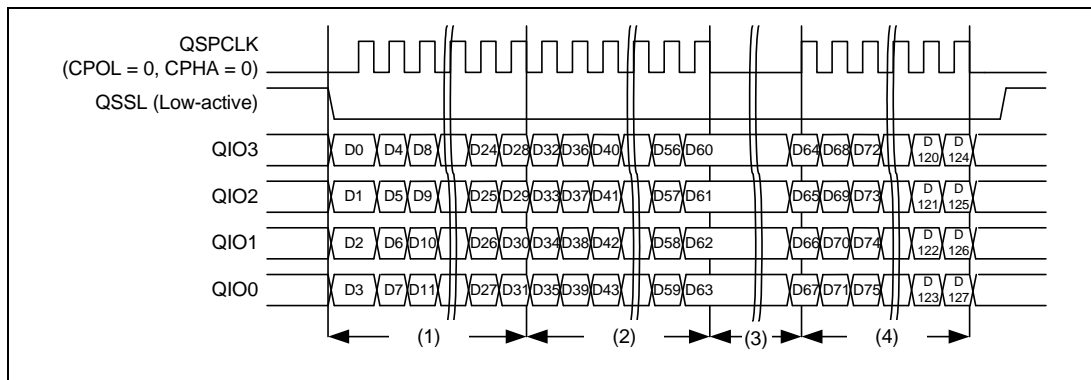 QSPCLK
(CPOL = 0, CPHA = 0)
QSSL (Low-active)
QIO3 D0 D4 D8 D24 D28 D32 D36 D40 D56 D60 D64 D68 D72 D 120 D 124
QIO2 D1 D5 D9 D25 D29 D33 D37 D41 D57 D61 D65 D69 D73 D 121 D 125
QIO1 D2 D6 D10 D26 D30 D34 D38 D42 D58 D62 D66 D70 D74 D 122 D 126
QIO0 D3 D7 D11 D27 D31 D35 D39 D43 D59 D63 D67 D71 D75 D 123 D 127
(1) (2) (3) (4)